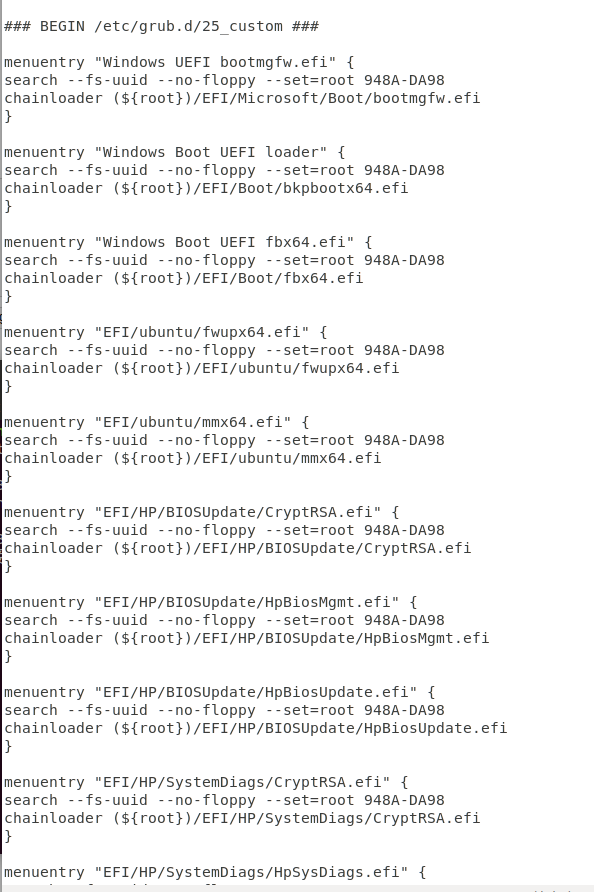 ### BEGIN /etc/grub.d/25_custom ###
menuentry "Windows UEFI bootmgfw.efi" {
search --fs-uuid --no-floppy --set=root 948A-DA98
chainloader (${root})/EFI/Microsoft/Boot/bootmgfw.efi
}
menuentry "Windows Boot UEFI loader" {
search --fs-uuid --no-floppy --set=root 948A-DA98
chainloader (${root})/EFI/Boot/bkpbootx64.efi
}
menuentry "Windows Boot UEFI fbx64.efi" {
search --fs-uuid --no-floppy --set=root 948A-DA98
chainloader (${root})/EFI/Boot/fbx64.efi
}
menuentry "EFI/ubuntu/fwupx64.efi" {
search --fs-uuid --no-floppy --set=root 948A-DA98
chainloader (${root})/EFI/ubuntu/fwupx64.efi
}
menuentry "EFI/ubuntu/mmx64.efi" {
search --fs-uuid --no-floppy --set=root 948A-DA98
chainloader (${root})/EFI/ubuntu/mmx64.efi
}
menuentry "EFI/HP/BIOSUpdate/CryptRSA.efi" {
search --fs-uuid --no-floppy --set=root 948A-DA98
chainloader (${root})/EFI/HP/BIOSUpdate/CryptRSA.efi
}
menuentry "EFI/HP/BIOSUpdate/HpBiosMgmt.efi" {
search --fs-uuid --no-floppy --set=root 948A-DA98
chainloader (${root})/EFI/HP/BIOSUpdate/HpBiosMgmt.efi
}
menuentry "EFI/HP/BIOSUpdate/HpBiosUpdate.efi" {
search --fs-uuid --no-floppy --set=root 948A-DA98
chainloader (${root})/EFI/HP/BIOSUpdate/HpBiosUpdate.efi
}
menuentry "EFI/HP/SystemDiags/CryptRSA.efi" {
search --fs-uuid --no-floppy --set=root 948A-DA98
chainloader (${root})/EFI/HP/SystemDiags/CryptRSA.efi
}
menuentry "EFI/HP/SystemDiags/HpSysDiags.efi" {